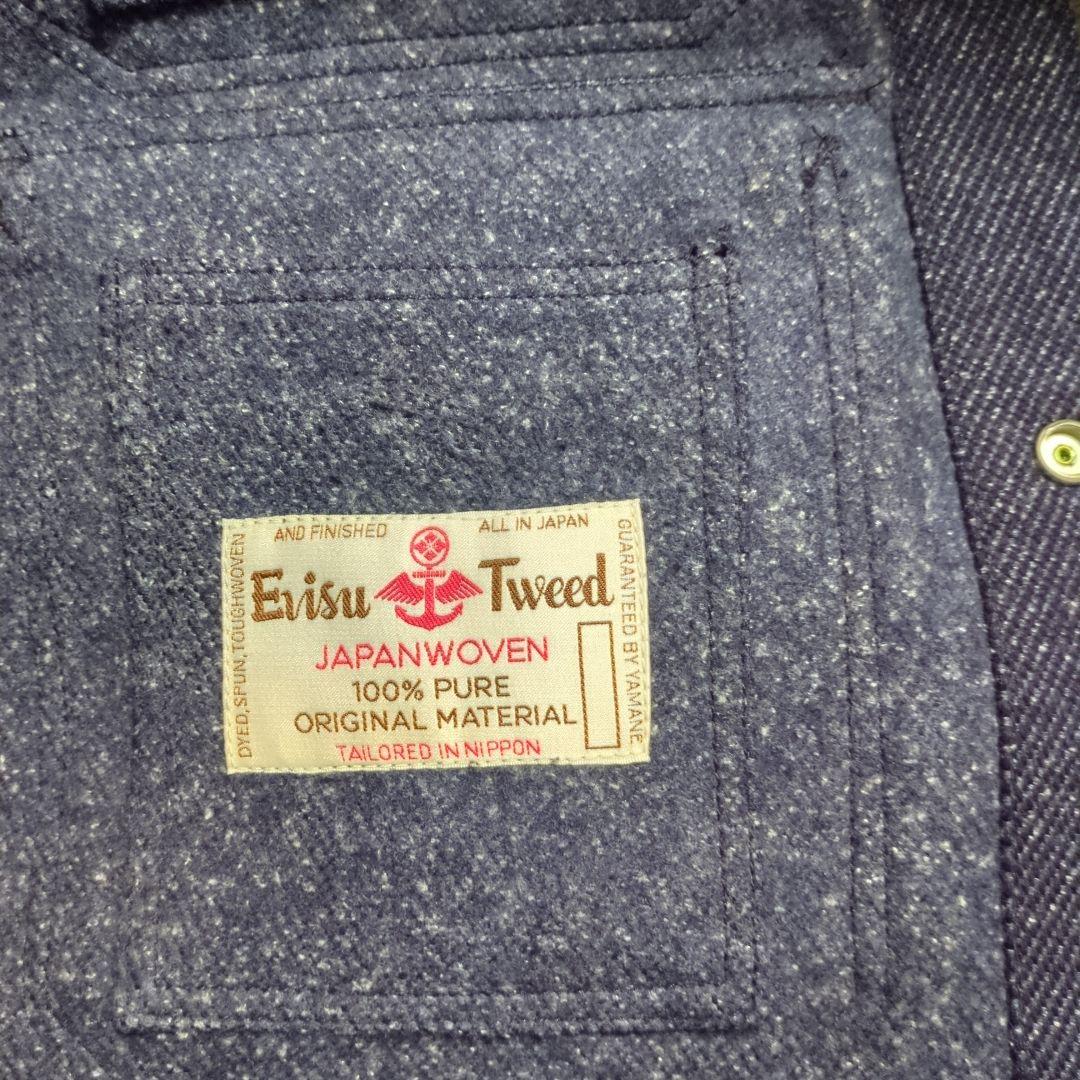 AND FINISHED
ALL IN JAPAN
Evisu Tweed
JAPANWOVEN
100% PURE
ORIGINAL MATERIAL
TAILORED IN NIPPON
DYED, SPUN, TOUGHWOVEN
GUARANTEED BY YAMANE